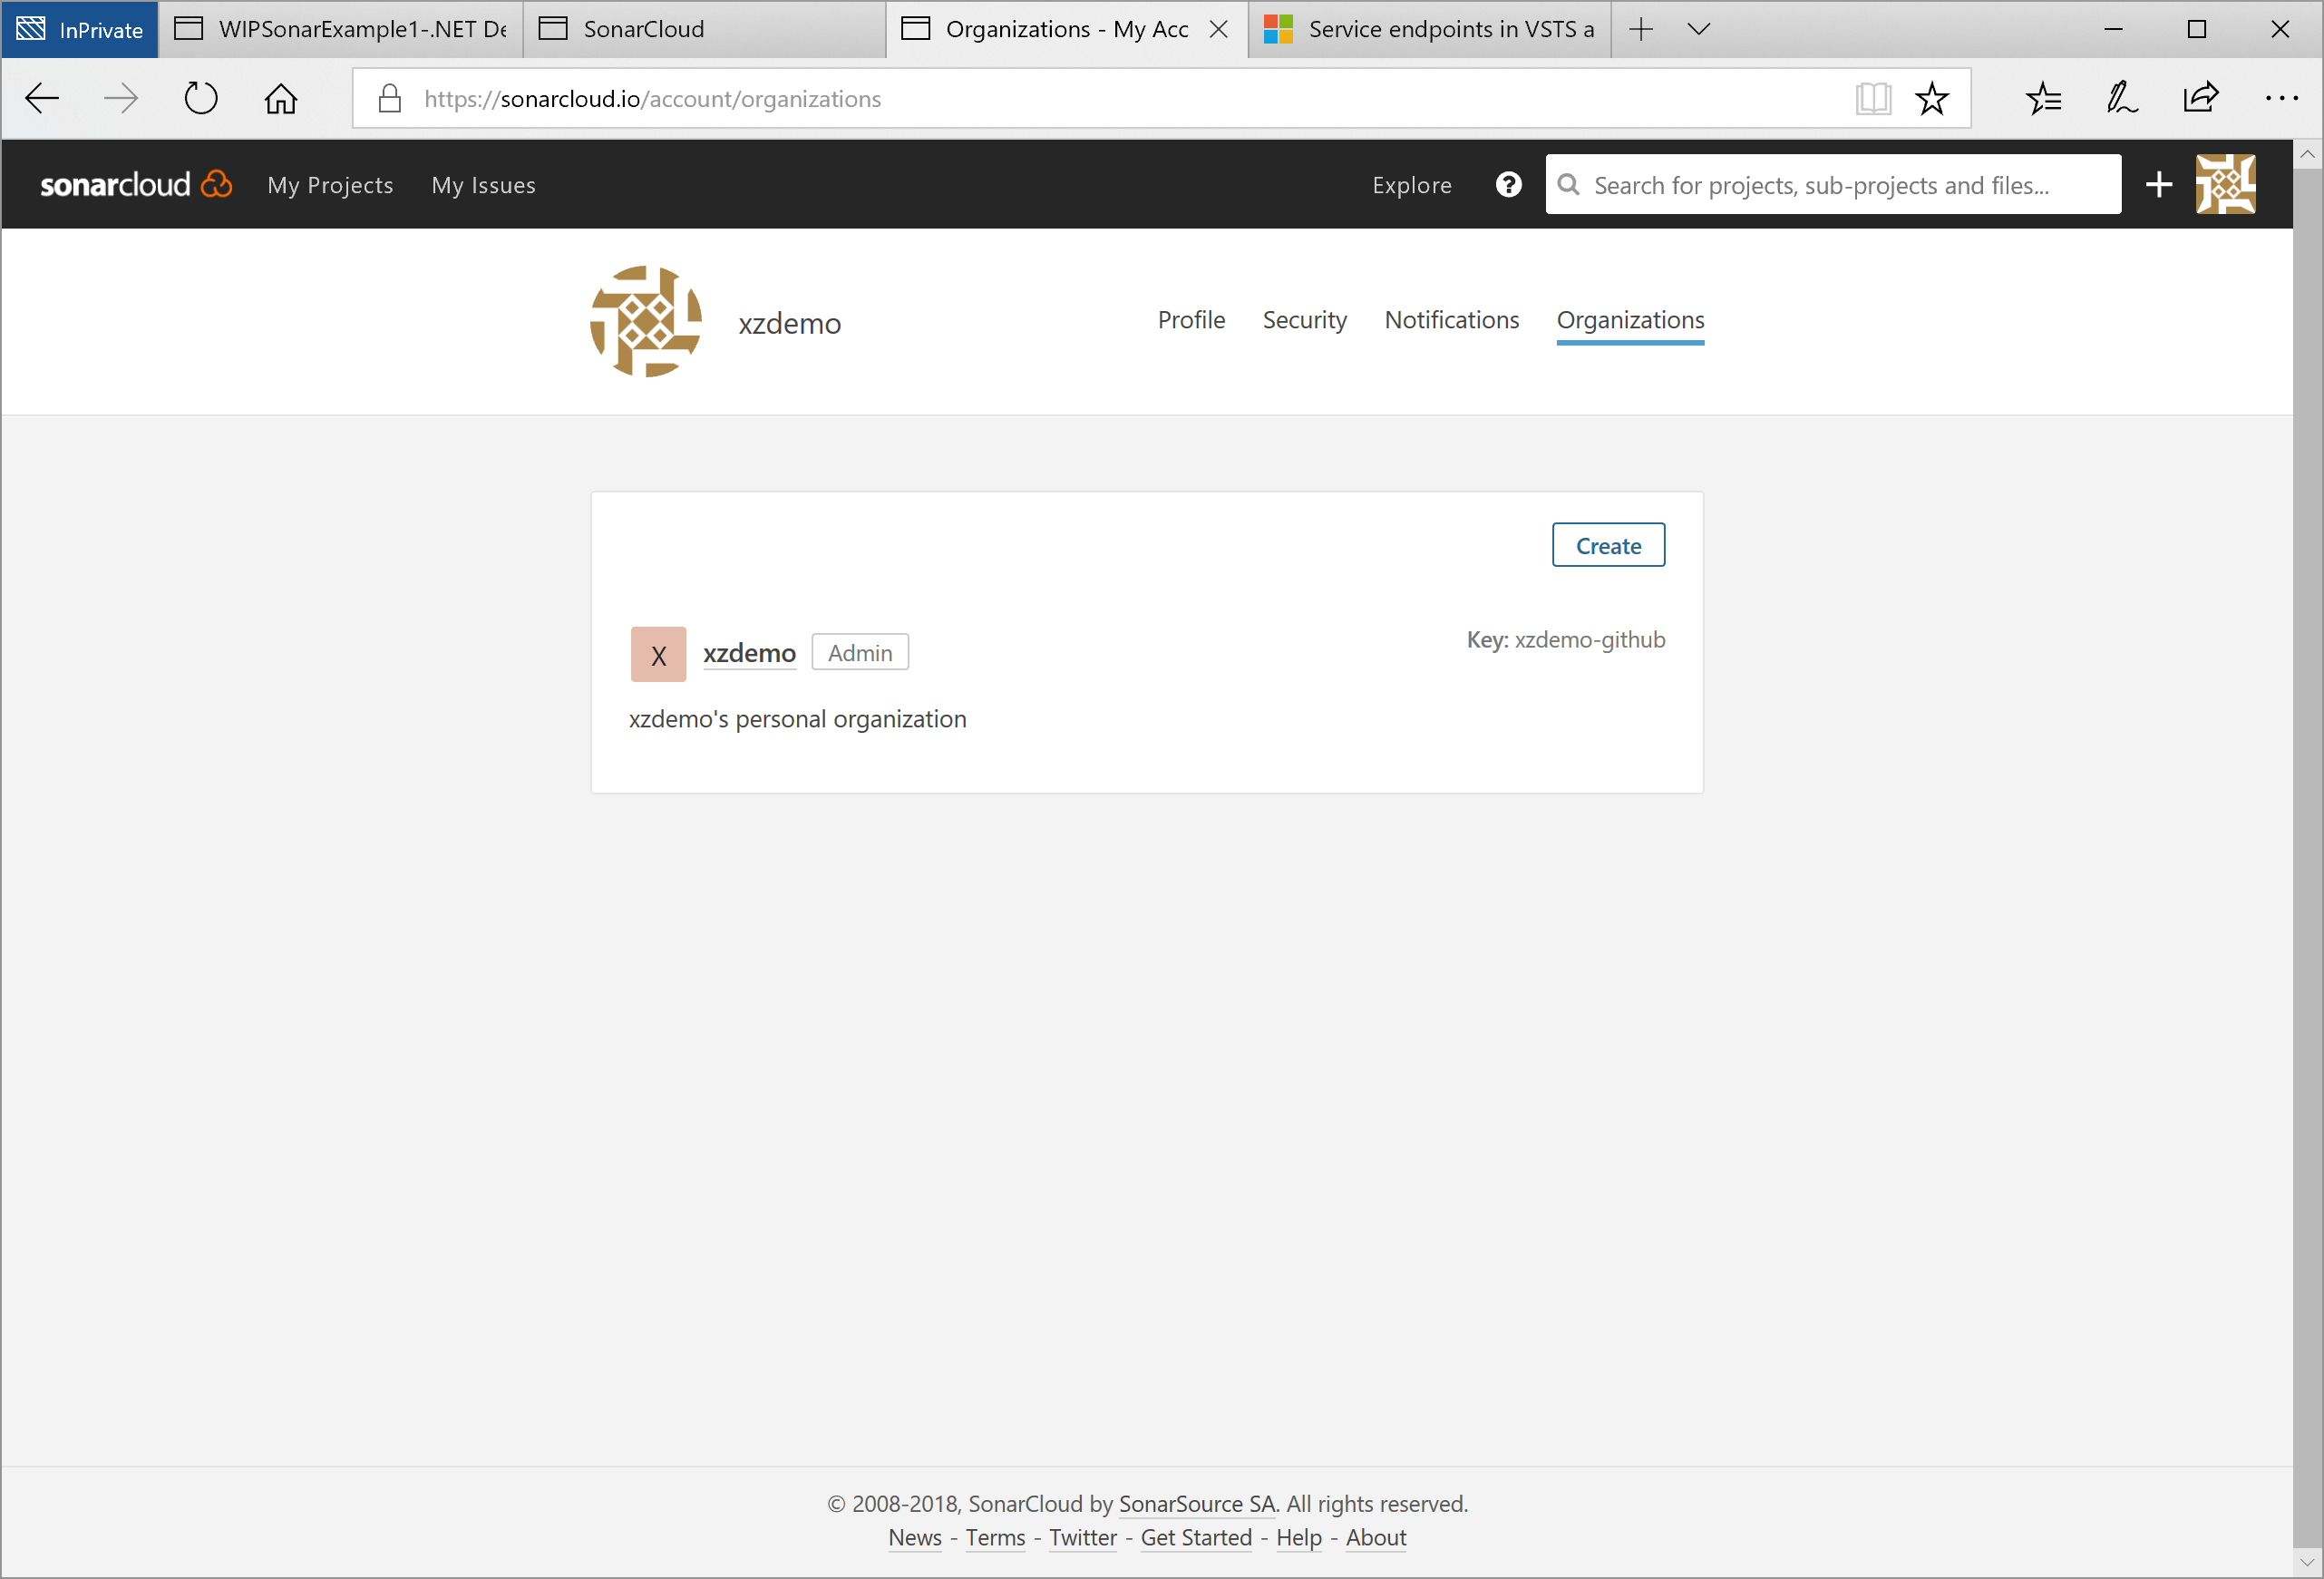 InPrivate WIPSonarExample1-.NET De SonarCloud Organizations - My Acc Service endpoints in VSTS a
https://sonarcloud.io/account/organizations
sonarcloud My Projects My Issues Explore ? Search for projects, sub-projects and files...
xzdemo Profile Security Notifications Organizations
Create
X xzdemo Admin Key: xzdemo-github
xzdemo's personal organization
© 2008-2018, SonarCloud by SonarSource SA. All rights reserved.
News - Terms - Twitter - Get Started - Help - About